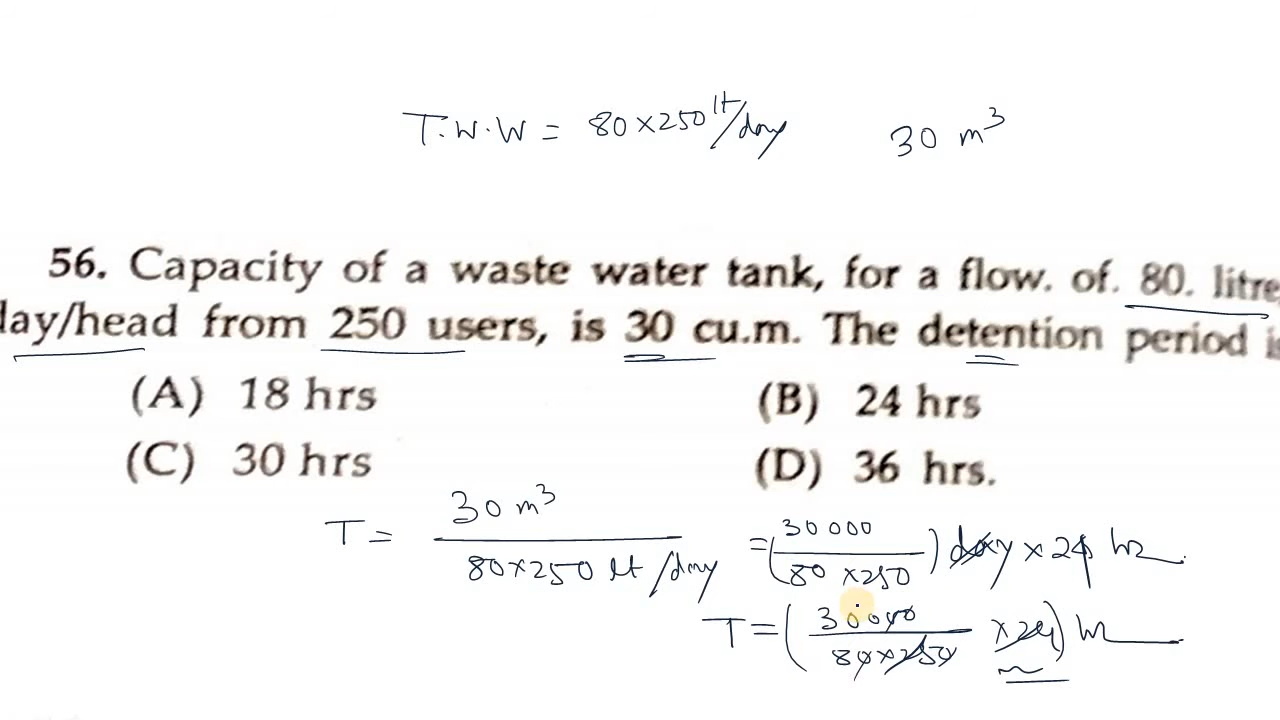 T.W.W = 80×250 lt/day 30 m³
56. Capacity of a waste water tank, for a flow. of. 80. litre
day/head from 250 users, is 30 cu.m. The detention period is
(A) 18 hrs (B) 24 hrs
(C) 30 hrs (D) 36 hrs.
T = 30 m³ / 80×250 lt/day = (30000 / 80×250) day × 24 hr
T = (30000 / 80×250 × 24) hr